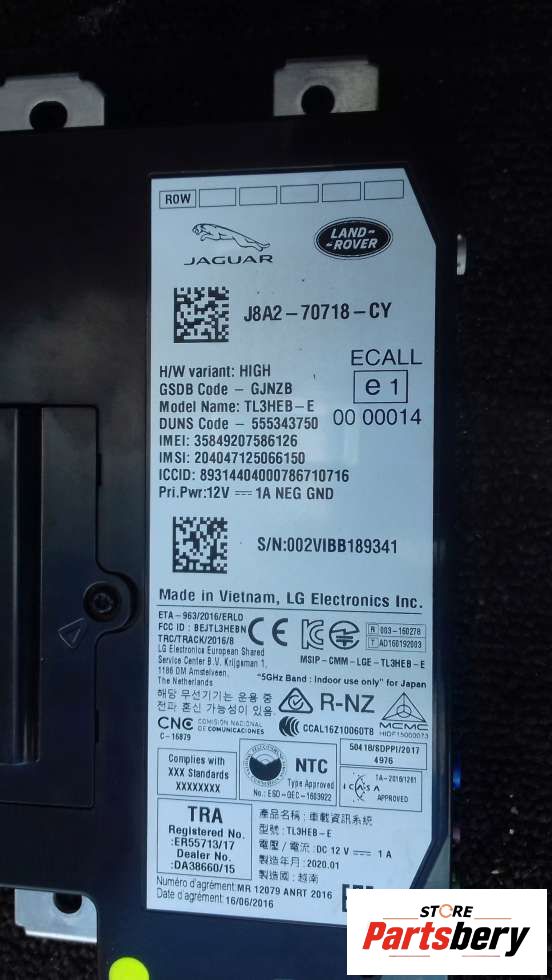 ROW
JAGUAR
LAND-
-ROVER
J8A2-70718-CY
H/W variant: HIGH
GSDB Code - GJNZB
Model Name: TL3HEB-E
DUNS Code - 555343750
IMEI: 35849207586126
IMSI: 204047125066150
ICCID: 89314404000786710716
Pri.Pwr:12V 1A NEG GND
ECALL
e 1
00 00014
S/N:002VIBB189341
Made in Vietnam, LG Electronics Inc.
ETA-963/2016/ERLO
FCC ID : BEJTL3HEBN
TRC/TRACK/2016/8
LG Electronics European Shared
Service Center B.V. Krijgsman 1,
1186 DM Amstelveen,
The Netherlands
CE
R 003-160278
T AD160192003
MSIP-CMM-LGE-TL3HEB-E
"5GHz Band : Indoor use only" for Japan
해당 무선기기는 운용 중
전파 혼신 가능성이 있음.
R-NZ
MCMC
HIDF15000073
CNC COMISIÓN NACIONAL
DE COMUNICACIONES
C-16879
CCAL16Z10060T8
50418/SDPPI/2017
4976
Complies with
XXX Standards
XXXXXXXX
NTC
Type Approved
No.: ESD-GEC-1603922
TA-2016/1261
ICASA
APPROVED
TRA
Registered No.
:ER55713/17
Dealer No.
:DA38660/15
產品名稱: 車載資訊系統
型號: TL3HEB-E
電壓 / 電流 :DC 12V 1A
製造年月: 2020.01
製造國: 越南
Numéro d'agrément:MR 12079 ANRT 2016
Date d'agrément: 16/06/2016
STORE
Partsbery